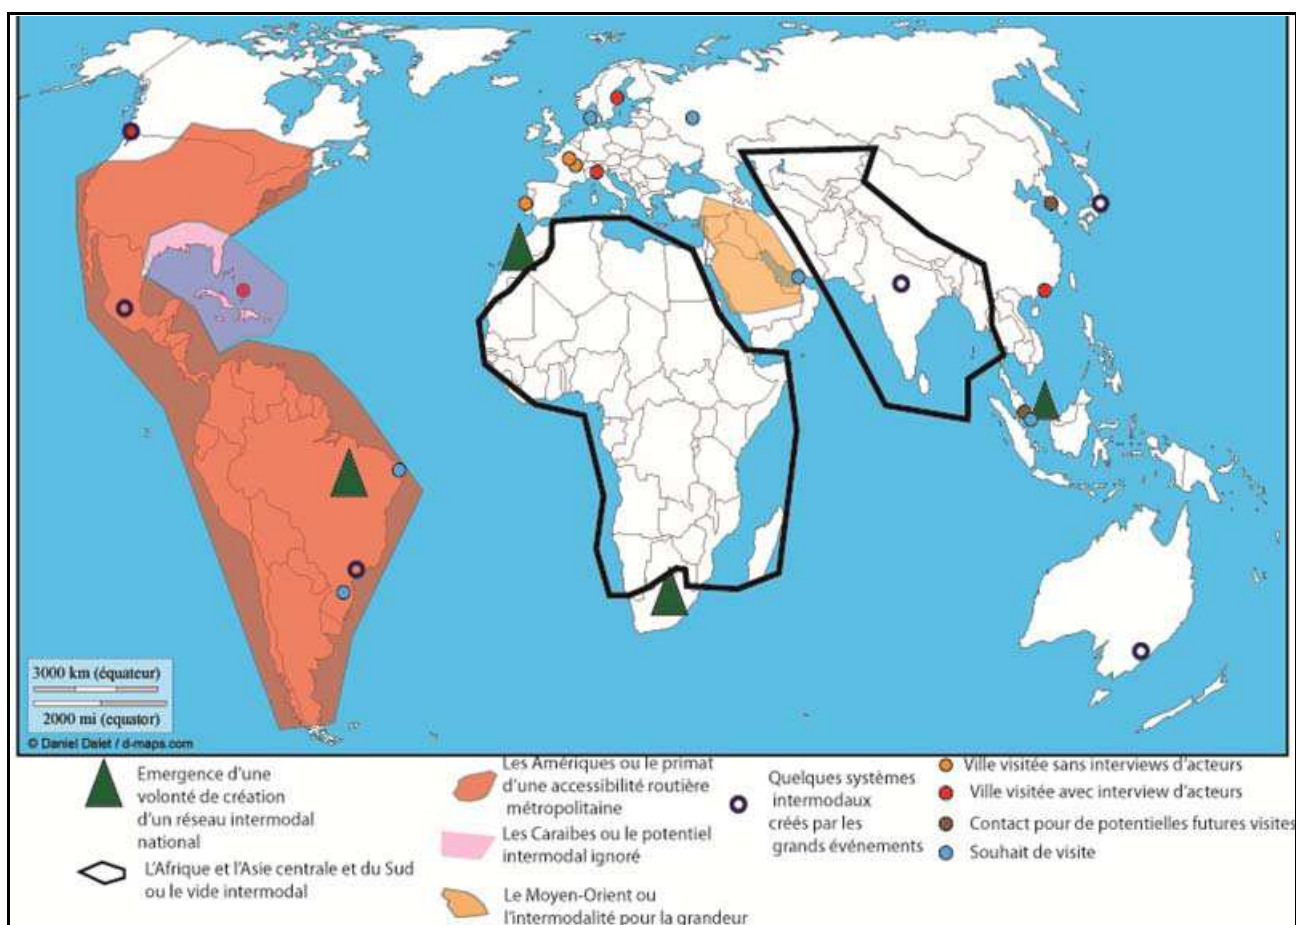 3000 km (équateur)
2000 mi (equator)
© Daniel Dalet / d-maps.com
Emergence d'une
volonté de création
d'un réseau intermodal
national
L'Afrique et l'Asie centrale et du Sud
ou le vide intermodal
Les Amériques ou le primat
d'une accessibilité routière
métropolitaine
Les Caraibes ou le potentiel
intermodal ignoré
Le Moyen-Orient ou
l'intermodalité pour la grandeur
Quelques systèmes
intermodaux
créés par les
grands événements
Ville visitée sans interviews d'acteurs
Ville visitée avec interview d'acteurs
Contact pour de potentielles futures visites
Souhait de visite